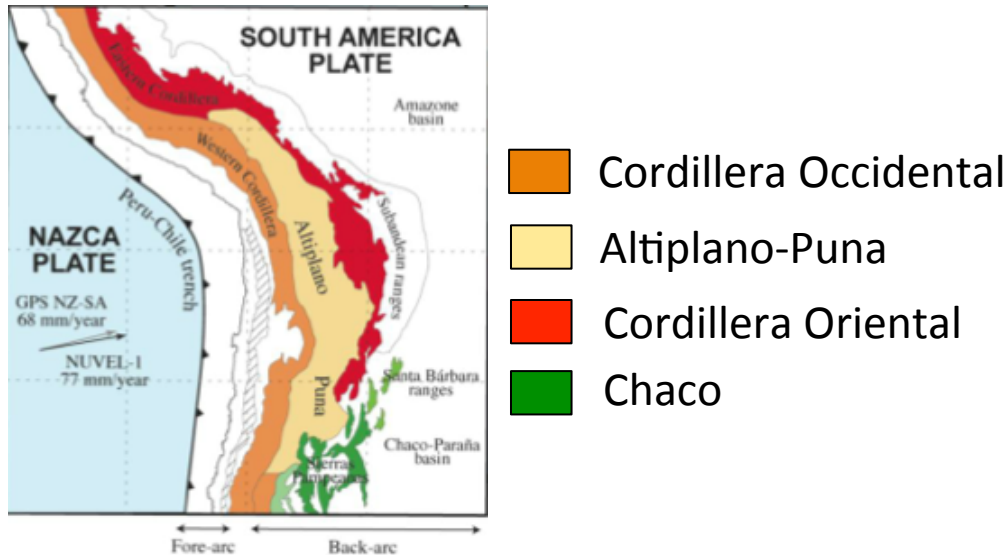 SOUTH AMERICA
PLATE
Eastern Cordillera
Amazone
basin
Western Cordillera
Peru-Chile trench
Altiplano
Subandean ranges
NAZCA
PLATE
GPS NZ-SA
68 mm/year
NUVEL-1
77 mm/year
Puna
Santa Bárbara
ranges
Chaco-Paraña
basin
Sierras
Pampeanas
Fore-arc
Back-arc
Cordillera Occidental
Altiplano-Puna
Cordillera Oriental
Chaco